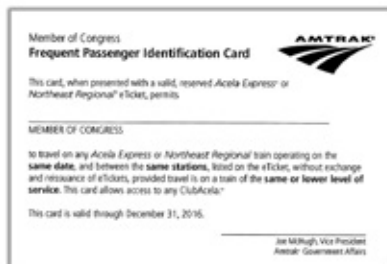 Member of Congress
Frequent Passenger Identification Card
AMTRAK®
This card, when presented with a valid, reserved Acela Express® or
Northeast Regional® eTicket, permits
MEMBER OF CONGRESS
to travel on any Acela Express or Northeast Regional train operating on the
same date, and between the same stations, listed on the eTicket, without exchange
and reissuance of eTickets, provided travel is on a train of the same or lower level of
service. This card allows access to any ClubAcela.®
This card is valid through December 31, 2016.
Joe McHugh, Vice President
Amtrak® Government Affairs